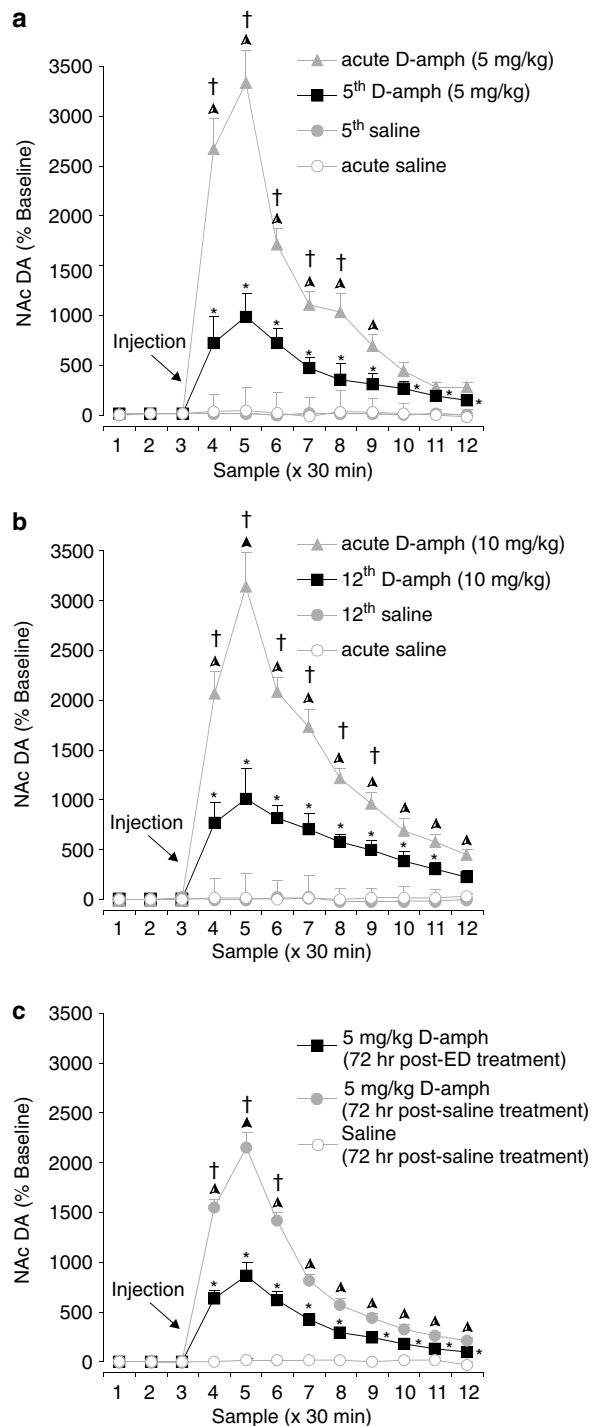 a
† † † † †
acute D-amph (5 mg/kg)
5th D-amph (5 mg/kg)
5th saline
acute saline
3500
3000
2500
2000
1500
1000
500
0
NAc DA (% Baseline)
Injection
* * * * * * * * *
1 2 3 4 5 6 7 8 9 10 11 12
Sample (x 30 min)
b
† † † † † †
acute D-amph (10 mg/kg)
12th D-amph (10 mg/kg)
12th saline
acute saline
3500
3000
2500
2000
1500
1000
500
0
NAc DA (% Baseline)
Injection
* * * * * * * *
1 2 3 4 5 6 7 8 9 10 11 12
Sample (x 30 min)
c
† † †
5 mg/kg D-amph
(72 hr post-ED treatment)
5 mg/kg D-amph
(72 hr post-saline treatment)
Saline
(72 hr post-saline treatment)
3500
3000
2500
2000
1500
1000
500
0
NAc DA (% Baseline)
Injection
* * * * * * * * *
1 2 3 4 5 6 7 8 9 10 11 12
Sample (x 30 min)